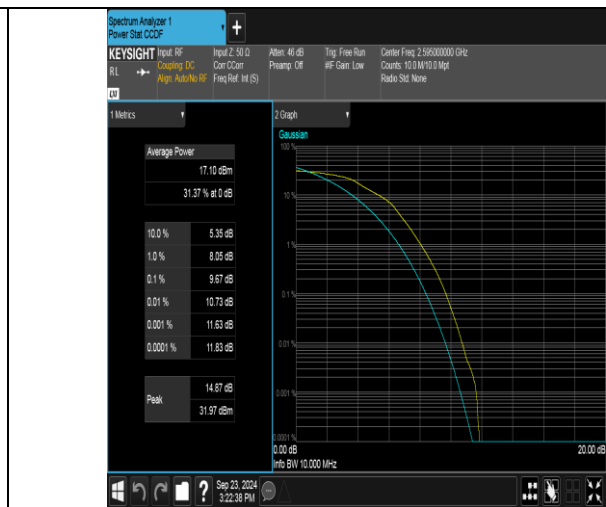 Spectrum Analyzer 1
Power Stat CCDF
+
KEYSIGHT
Input: RF
Coupling: DC
Align: Auto/No RF
Input Z: 50 Ω
Corr CCorr
Freq Ref: Int (S)
Atten: 46 dB
Preamp: Off
Trig: Free Run
#IF Gain: Low
Center Freq: 2.595000000 GHz
Counts: 10.0 M/10.0 Mpt
Radio Std: None
RL
1 Metrics
Average Power
17.10 dBm
31.37 % at 0 dB
10.0 % 5.35 dB
1.0 % 8.05 dB
0.1 % 9.67 dB
0.01 % 10.73 dB
0.001 % 11.63 dB
0.0001 % 11.83 dB
Peak
14.87 dB
31.97 dBm
2 Graph
Gaussian
100 %
10 %
1 %
0.1 %
0.01 %
0.001 %
0.0001 %
0.00 dB
20.00 dB
Info BW 10.000 MHz
?
Sep 23, 2024
3:22:38 PM